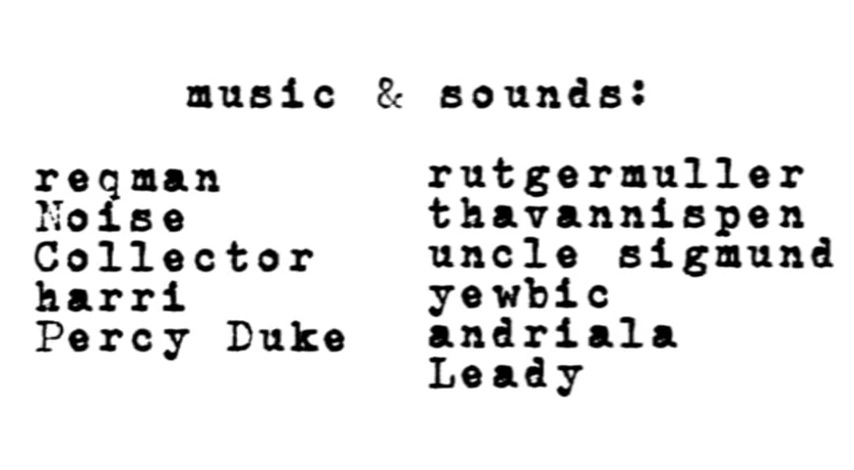 music & sounds:
reqman
Noise
Collector
harri
Percy Duke
rutgermuller
thavannispen
uncle sigmund
yewbic
andriala
Leady